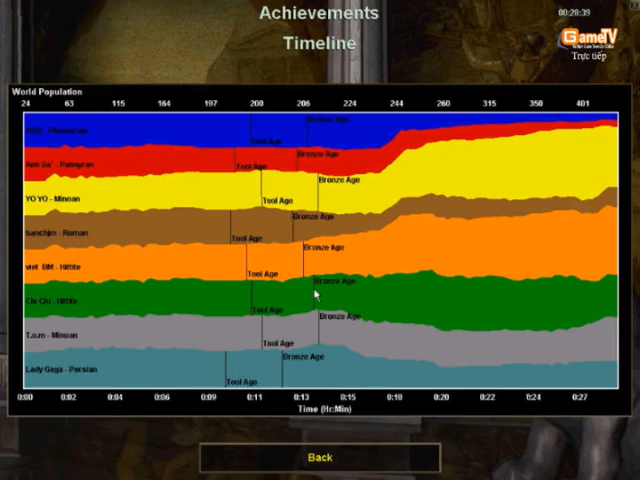 Achievements
00:28:39
Timeline
GameTV
Trực tiếp
World Population
24 63 115 164 197 200 206 224 244 260 315 350 401
Bronze Age
Tool Age
Bronze Age
Tool Age
Bronze Age
YO YO - Minoan
Tool Age
Bronze Age
banchjm - Roman
Tool Age
Bronze Age
viet BM - Hittite
Tool Age
Bronze Age
Chi Chi - Hittite
Tool Age
Bronze Age
T.o.m - Minoan
Tool Age
Bronze Age
Lady Gaga - Persian
Tool Age
0:00 0:02 0:04 0:06 0:09 0:11 0:13 0:15 0:18 0:20 0:22 0:24 0:27
Time (Hr:Min)
Back